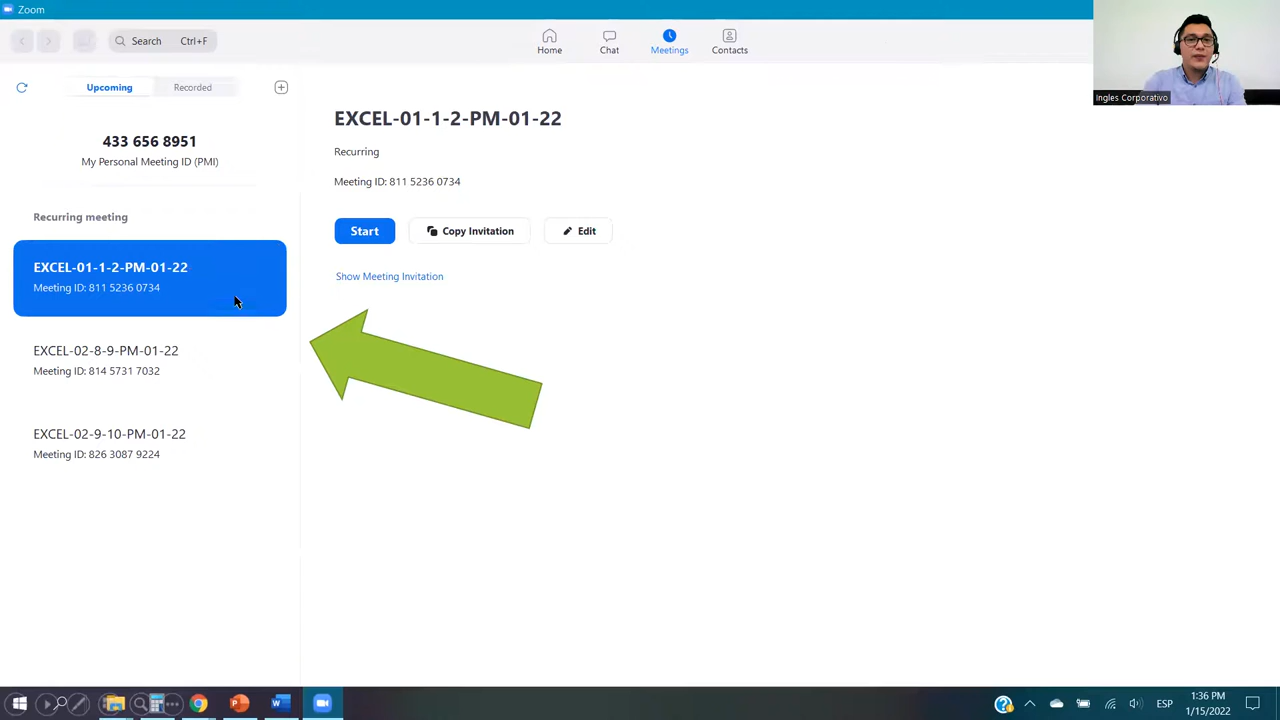 Zoom
Search Ctrl+F
Home
Chat
Meetings
Contacts
Ingles Corporativo
Upcoming
Recorded
433 656 8951
My Personal Meeting ID (PMI)
Recurring meeting
EXCEL-01-1-2-PM-01-22
Meeting ID: 811 5236 0734
EXCEL-02-8-9-PM-01-22
Meeting ID: 814 5731 7032
EXCEL-02-9-10-PM-01-22
Meeting ID: 826 3087 9224
EXCEL-01-1-2-PM-01-22
Recurring
Meeting ID: 811 5236 0734
Start
Copy Invitation
Edit
Show Meeting Invitation
ESP
1:36 PM
1/15/2022